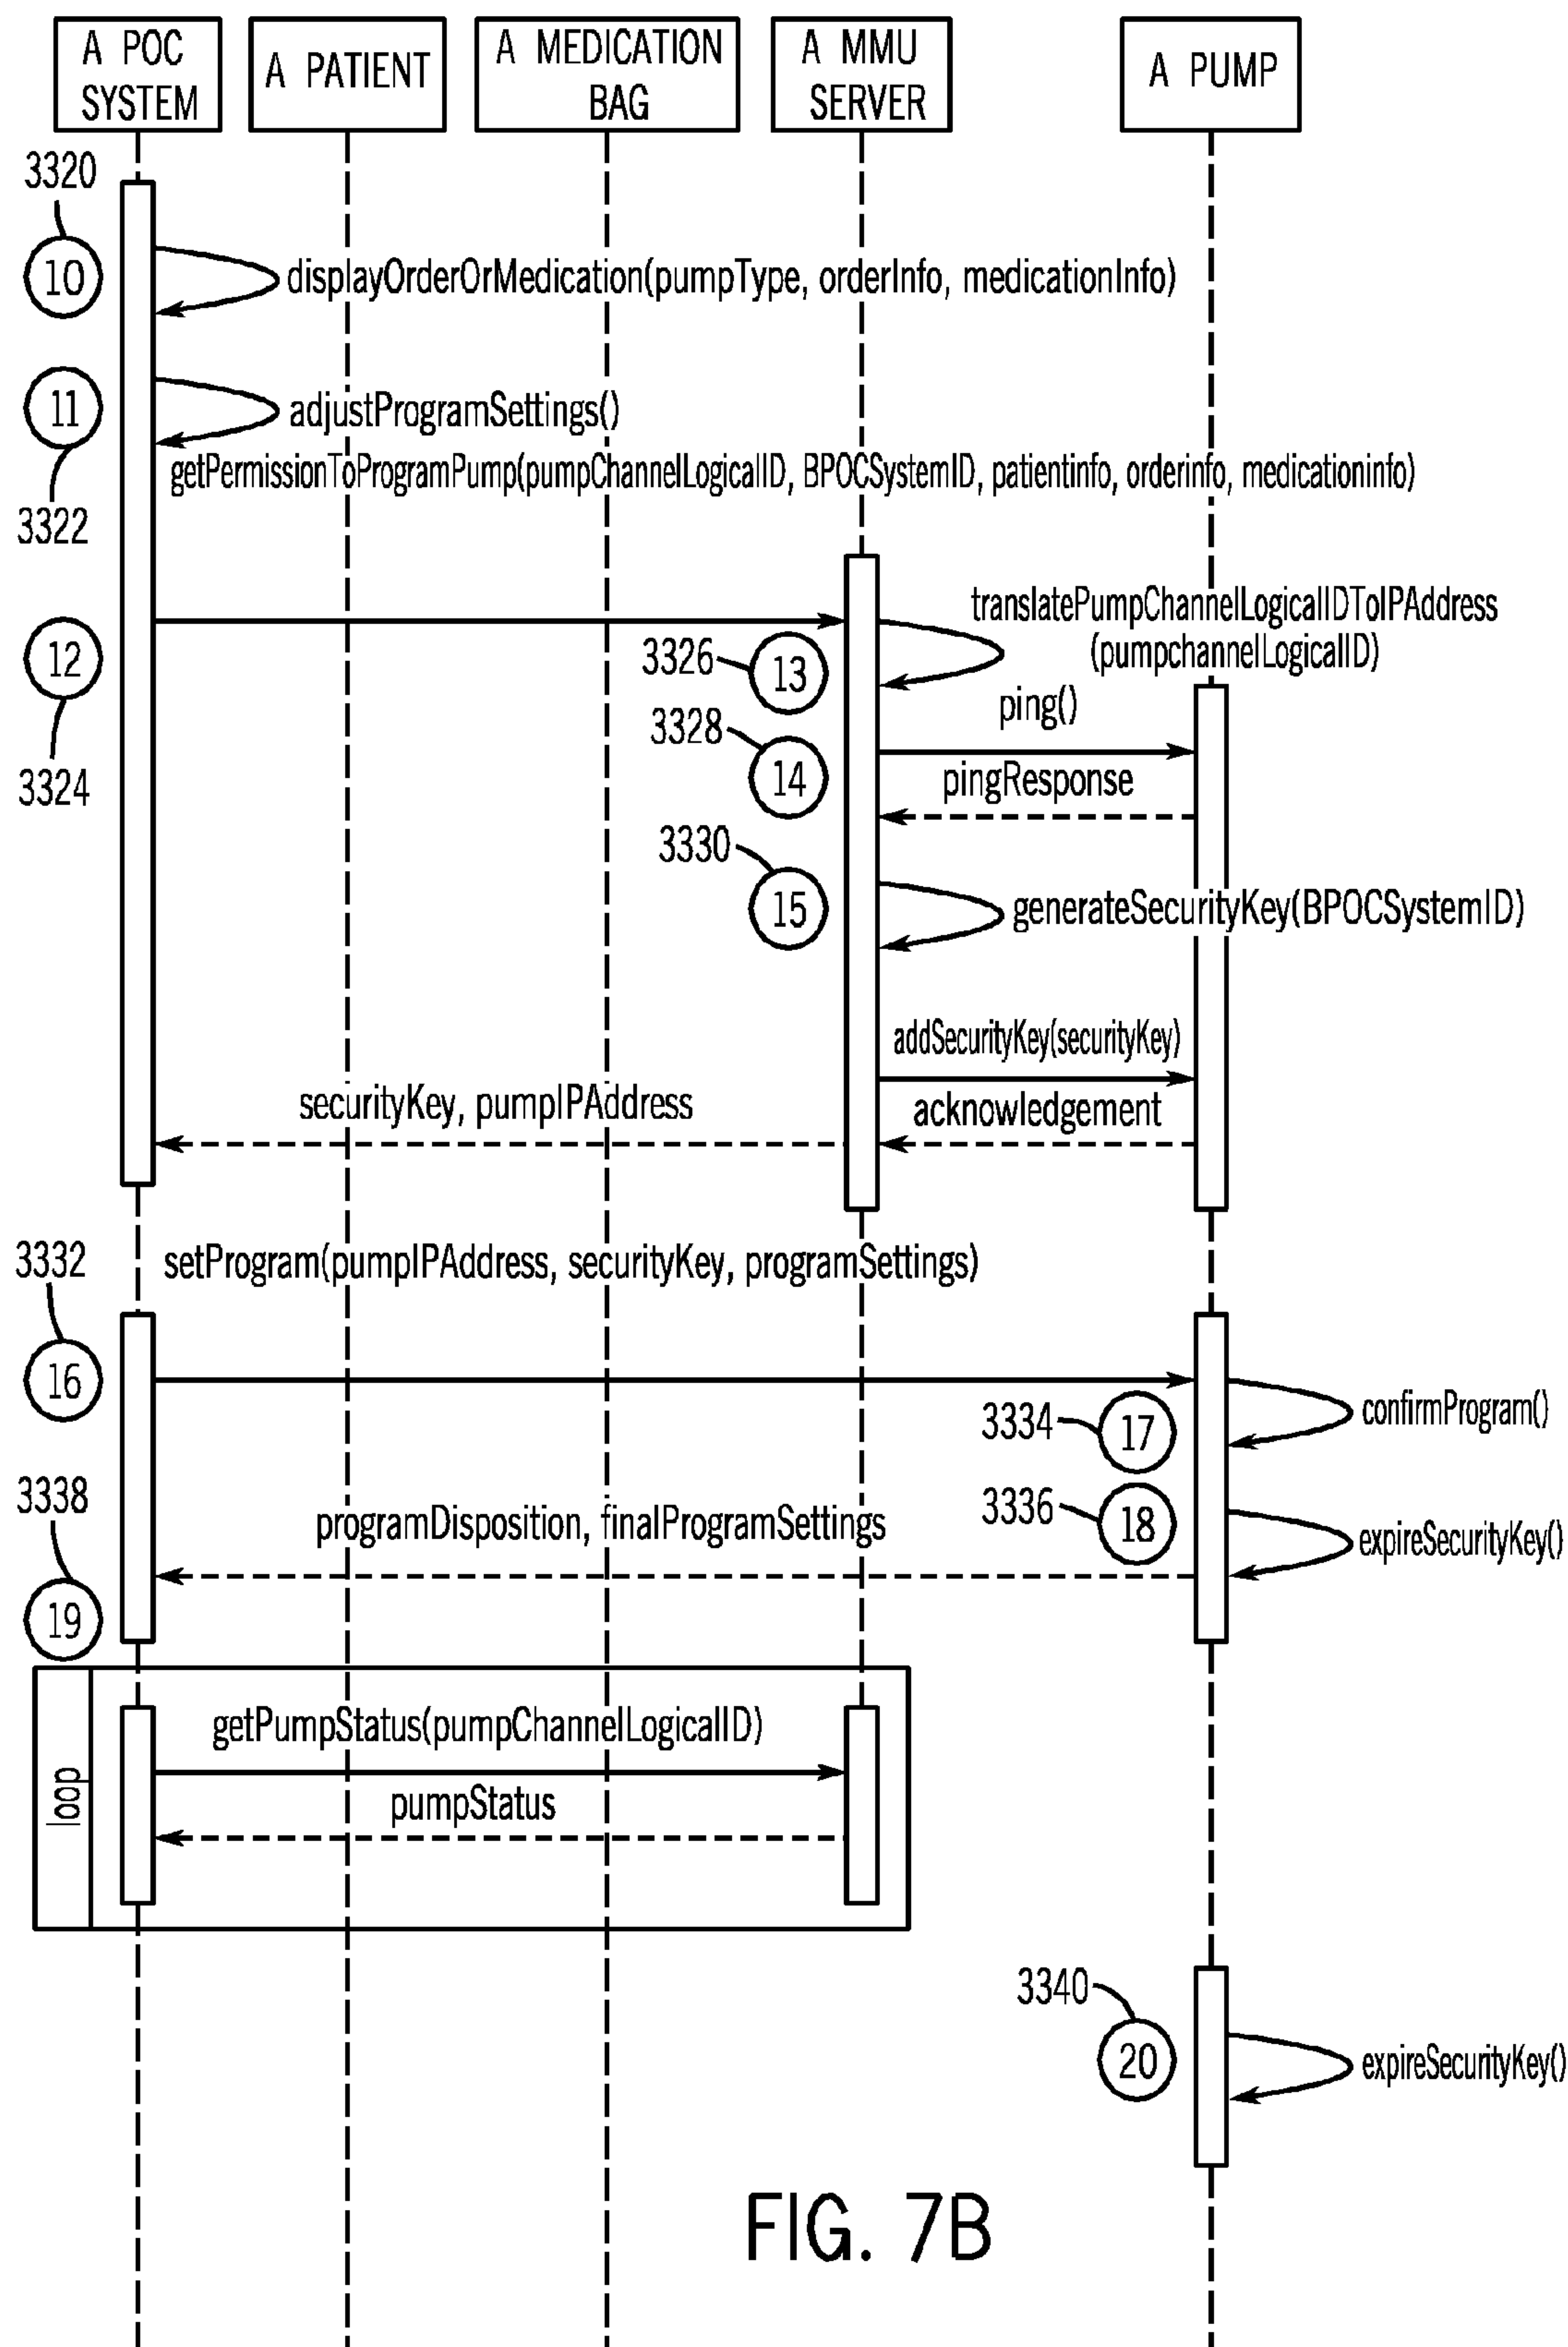 A POC
SYSTEM
A PATIENT
A MEDICATION
BAG
A MMU
SERVER
A PUMP
3320
10
displayOrderOrMedication(pumpType, orderInfo, medicationInfo)
11
adjustProgramSettings()
3322
getPermissionToProgramPump(pumpChannelLogicalID, BPOCSystemID, patientinfo, orderinfo, medicationinfo)
12
3324
translatePumpChannelLogicalIDToIPAddress
(pumpchannelLogicalID)
3326
13
ping()
3328
14
pingResponse
3330
15
generateSecurityKey(BPOCSystemID)
addSecurityKey(securityKey)
securityKey, pumpIPAddress
acknowledgement
3332
setProgram(pumpIPAddress, securityKey, programSettings)
16
3334
17
confirmProgram()
3338
programDisposition, finalProgramSettings
3336
18
expireSecurityKey()
19
loop
getPumpStatus(pumpChannelLogicalID)
pumpStatus
3340
20
expireSecurityKey()
FIG. 7B